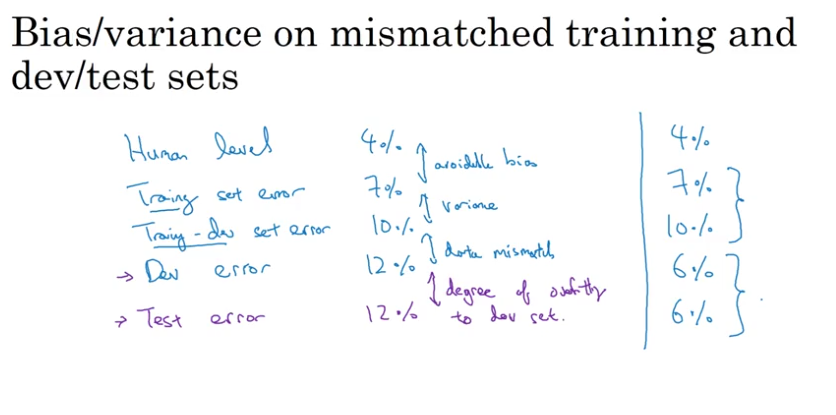 Bias/variance on mismatched training and
dev/test sets
Human level 4% 4%
avoidable bias
Training set error 7% 7%
variance
Training-dev set error 10% 10%
data mismatch
→ Dev error 12% 6%
degree of overfitting
→ Test error 12% to dev set. 6%